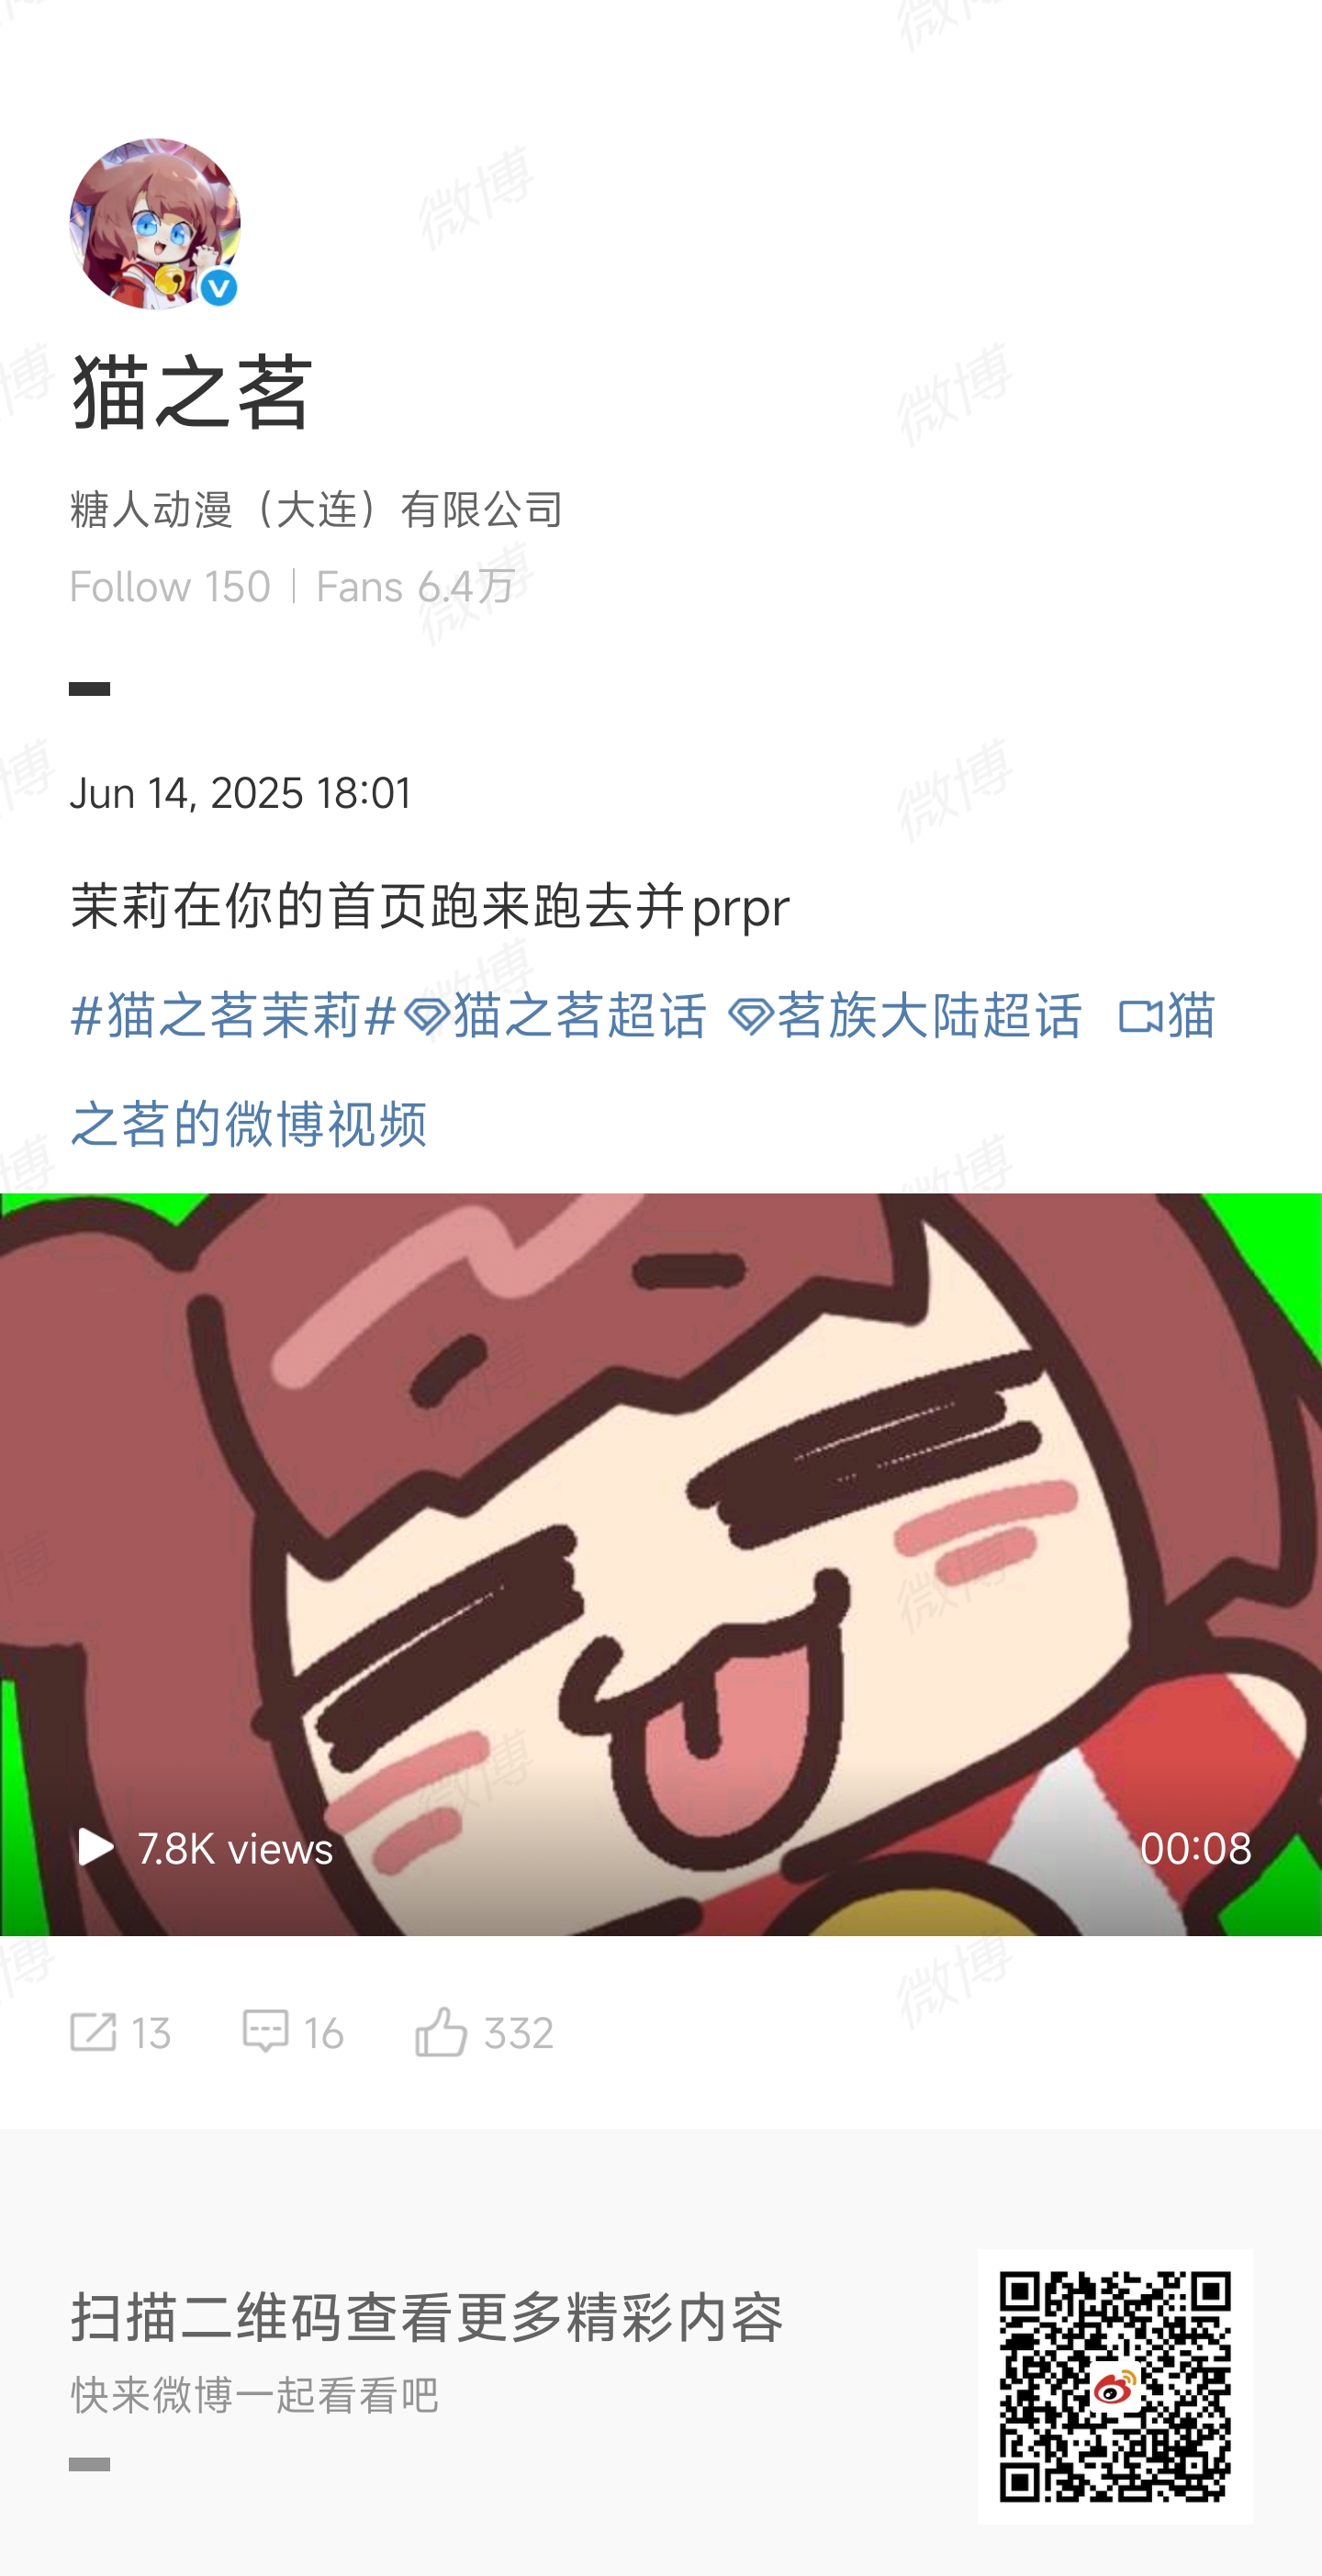 猫之茗
糖人动漫（大连）有限公司
Follow 150 | Fans 6.4万
Jun 14, 2025 18:01
茉莉在你的首页跑来跑去并prpr
#猫之茗茉莉#猫之茗超话 茗族大陆超话 猫
之茗的微博视频
7.8K views
00:08
13 16 332
扫描二维码查看更多精彩内容
快来微博一起看看吧
微博